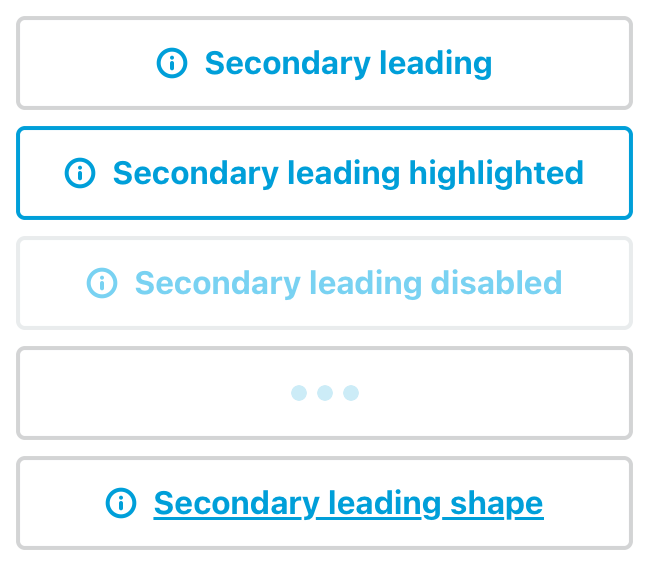 Secondary leading
Secondary leading highlighted
Secondary leading disabled
Secondary leading shape